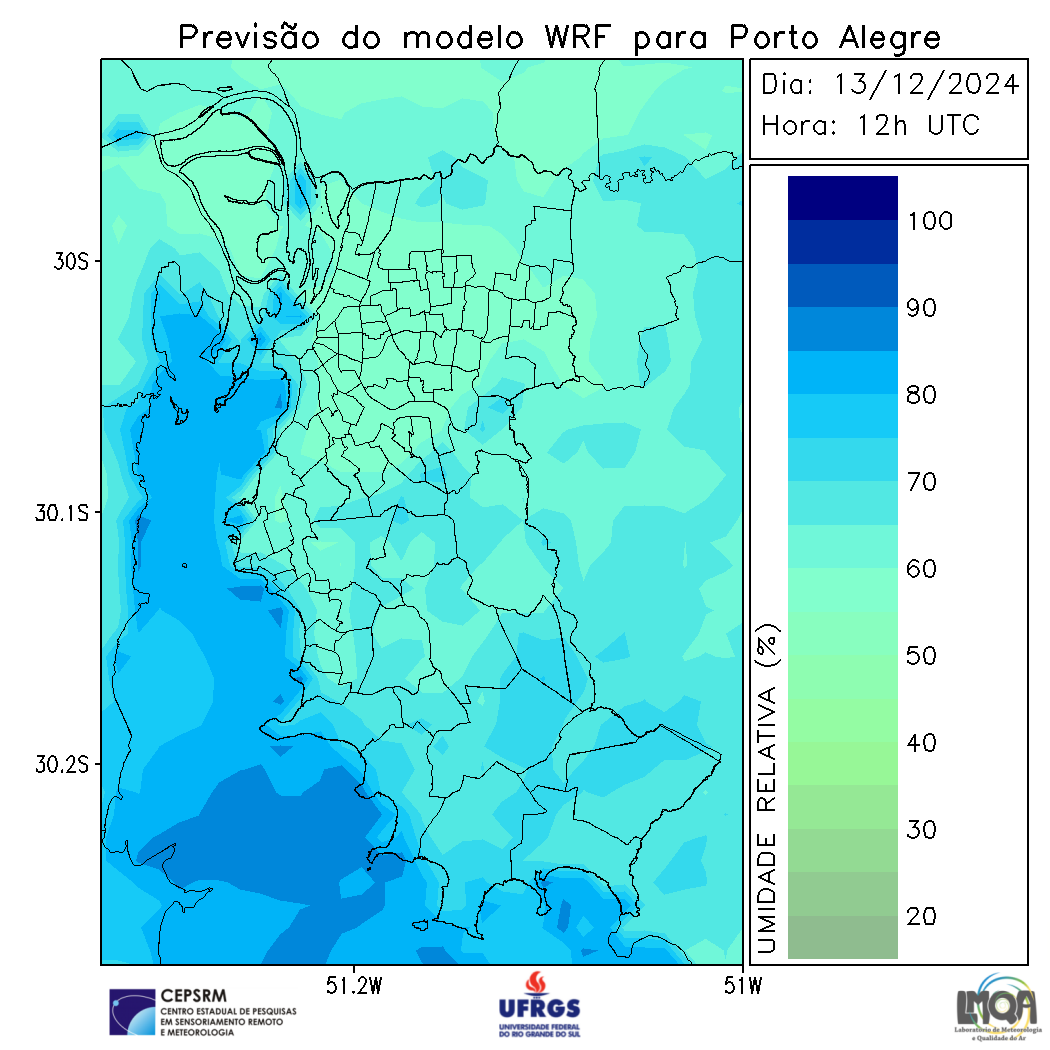 Previsão do modelo WRF para Porto Alegre
Dia: 13/12/2024
Hora: 12h UTC
30S
30.1S
30.2S
51.2W
51W
UMIDADE RELATIVA (%)
100
90
80
70
60
50
40
30
20
CEPSRM
CENTRO ESTADUAL DE PESQUISAS
EM SENSORIAMENTO REMOTO
E METEOROLOGIA
UFRGS
UNIVERSIDADE FEDERAL
DO RIO GRANDE DO SUL
LMQA
Laboratório de Meteorologia
e Qualidade do Ar